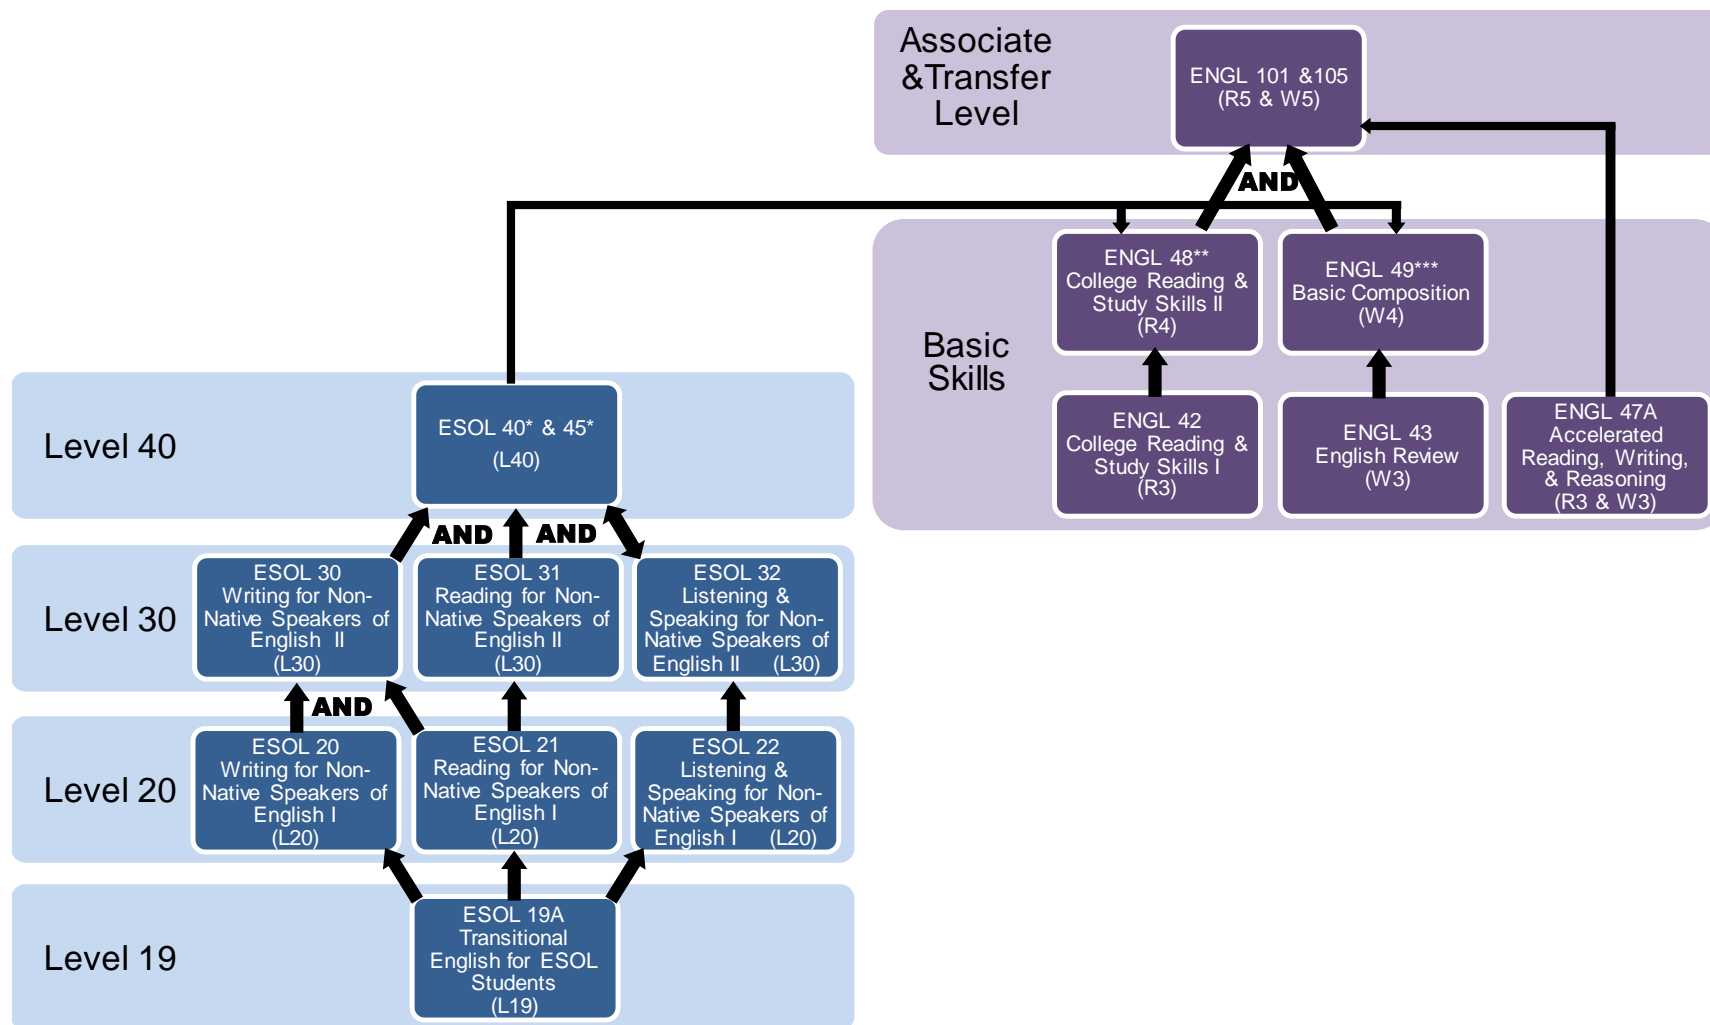 Associate
&Transfer
Level
ENGL 101 &105
(R5 & W5)
AND
Basic
Skills
ENGL 48**
College Reading &
Study Skills II
(R4)
ENGL 49***
Basic Composition
(W4)
ENGL 42
College Reading &
Study Skills I
(R3)
ENGL 43
English Review
(W3)
ENGL 47A
Accelerated
Reading, Writing,
& Reasoning
(R3 & W3)
Level 40
ESOL 40* & 45*
(L40)
AND
AND
Level 30
ESOL 30
Writing for Non-
Native Speakers of
English II
(L30)
ESOL 31
Reading for Non-
Native Speakers of
English II
(L30)
ESOL 32
Listening &
Speaking for Non-
Native Speakers of
English II (L30)
AND
Level 20
ESOL 20
Writing for Non-
Native Speakers of
English I
(L20)
ESOL 21
Reading for Non-
Native Speakers of
English I
(L20)
ESOL 22
Listening &
Speaking for Non-
Native Speakers of
English I (L20)
Level 19
ESOL 19A
Transitional
English for ESOL
Students
(L19)